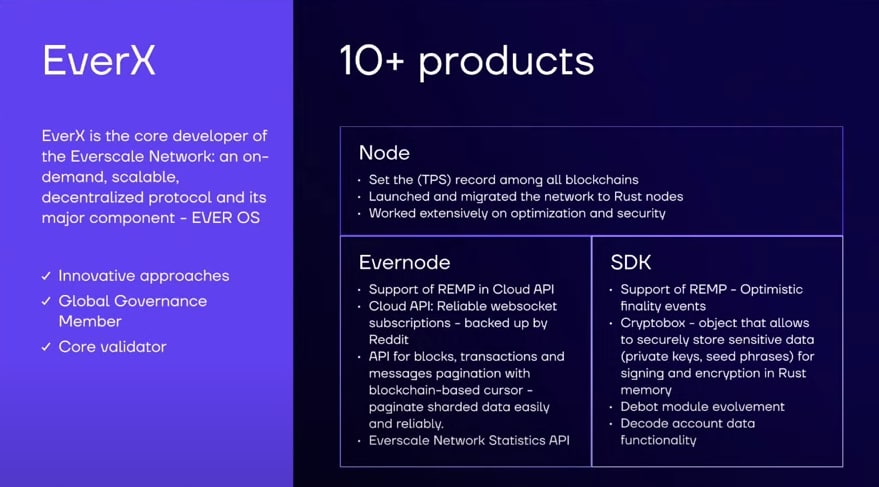 EverX
EverX is the core developer of
the Everscale Network: an on-
demand, scalable,
decentralized protocol and its
major component - EVER OS
✓ Innovative approaches
✓ Global Governance
Member
✓ Core validator
10+ products
Node
• Set the (TPS) record among all blockchains
• Launched and migrated the network to Rust nodes
• Worked extensively on optimization and security
Evernode
• Support of REMP in Cloud API
• Cloud API: Reliable websocket
subscriptions - backed up by
Reddit
• API for blocks, transactions and
messages pagination with
blockchain-based cursor -
paginate sharded data easily
and reliably.
• Everscale Network Statistics API
SDK
• Support of REMP - Optimistic
finality events
• Cryptobox - object that allows
to securely store sensitive data
(private keys, seed phrases) for
signing and encryption in Rust
memory
• Debot module evolvement
• Decode account data
functionality